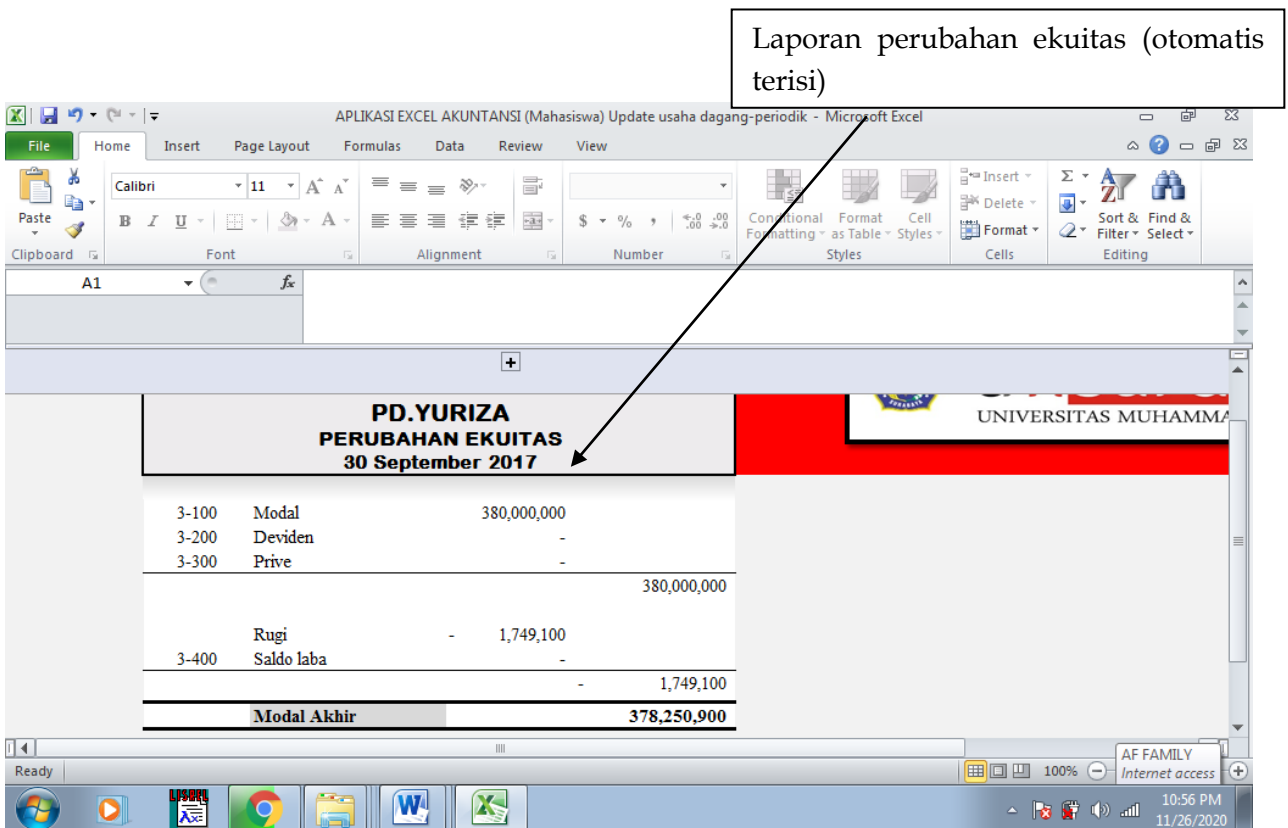 Laporan perubahan ekuitas (otomatis
terisi)
APLIKASI EXCEL AKUNTANSI (Mahasiswa) Update usaha dagang-periodik - Microsoft Excel
File Home Insert Page Layout Formulas Data Review View
Paste
Calibri 11
Conditional Formatting
Format as Table
Cell Styles
Insert
Delete
Format
Sort & Filter
Find & Select
Clipboard Font Alignment Number Styles Cells Editing
A1 fx
PD.YURIZA
PERUBAHAN EKUITAS
30 September 2017
UNIVERSITAS
3-100 Modal 380,000,000
3-200 Deviden -
3-300 Prive -
380,000,000
Rugi - 1,749,100
3-400 Saldo laba -
- 1,749,100
Modal Akhir 378,250,900
Ready
100%
AF FAMILY
Internet access
10:56 PM
11/26/2020